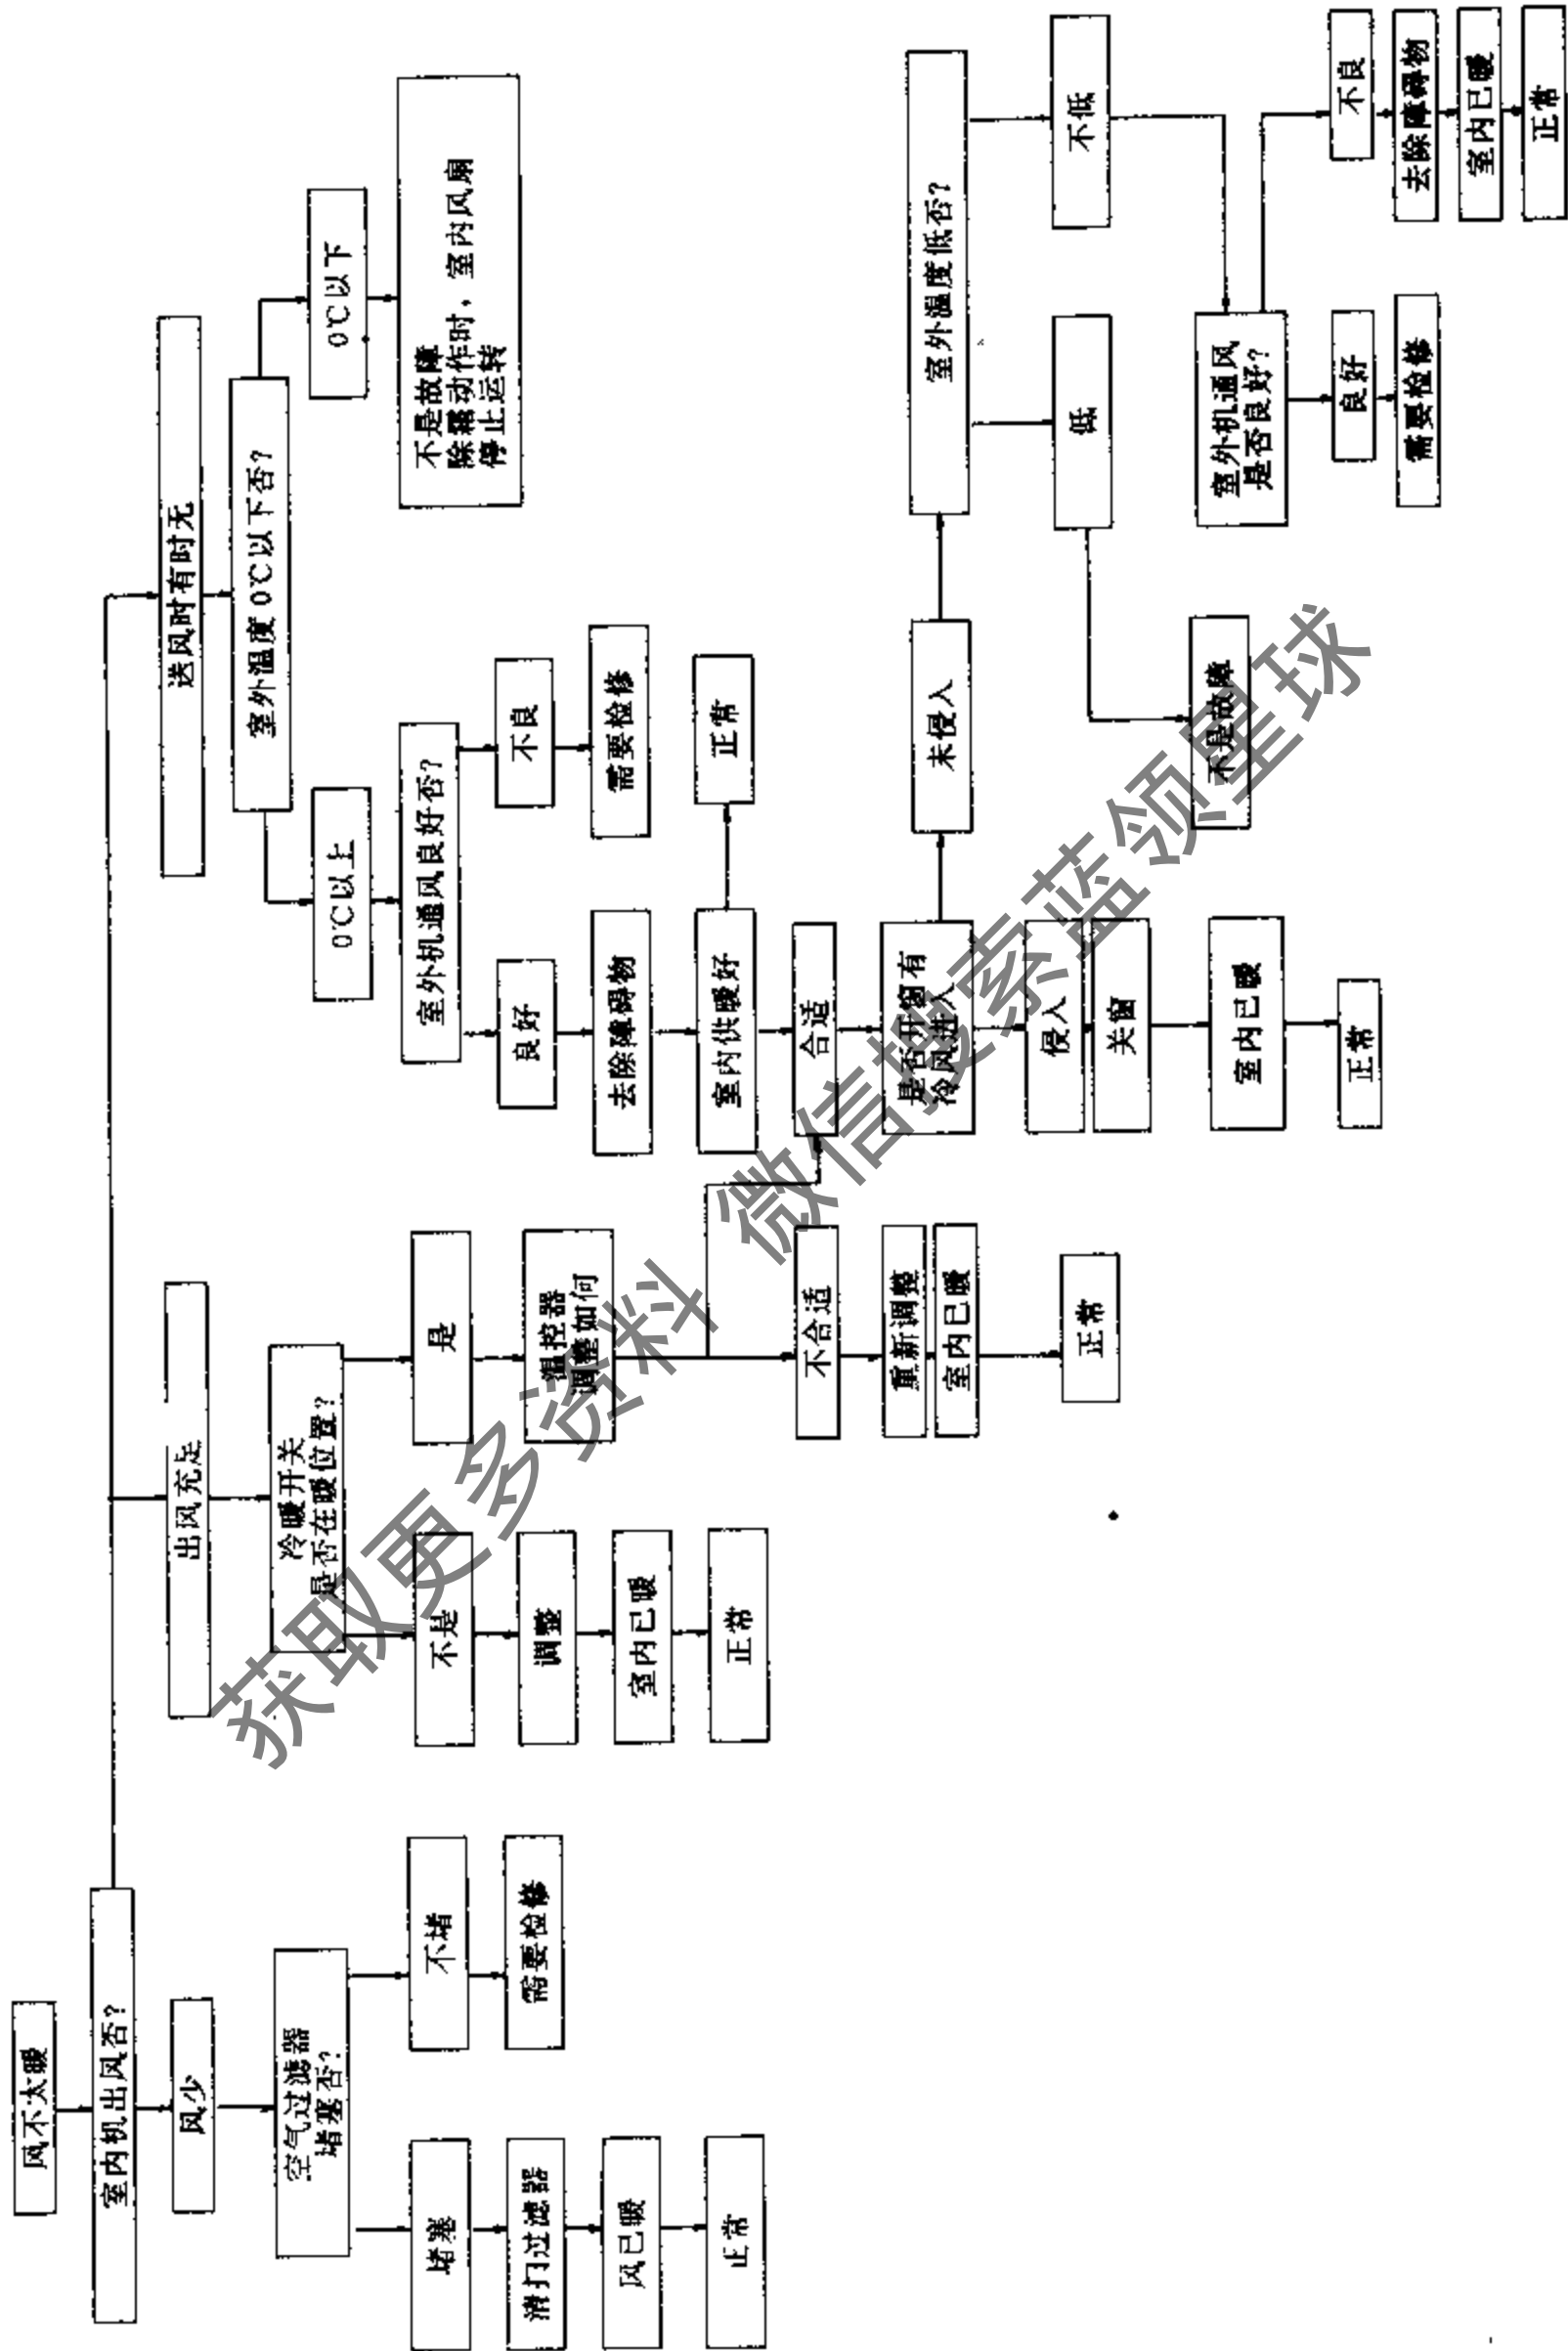 风不太暖
室内机出风否？
风少
空气过滤器
堵塞否？
堵塞
清扫过滤器
风已暖
正常
不堵
需要检修
出风充足
冷暖开关
是否在暖位置？
不是
调整
室内已暖
正常
是
温控器
调整如何
不合适
重新调整
室内已暖
正常
合适
是否开窗有
冷风进入
侵入
关窗
室内已暖
正常
未侵入
室外温度低否？
低
不是故障
不低
室外机通风
是否良好？
良好
需要检修
不良
去除障碍物
室内已暖
正常
送风时有时无
室外温度0℃以下否？
0℃以上
室外机通风良好否？
良好
去除障碍物
室内供暖好
正常
不良
需要检修
0℃以下
不是故障
除霜动作时，室内风扇
停止运转
获取更多资料 微信搜索蓝领星球